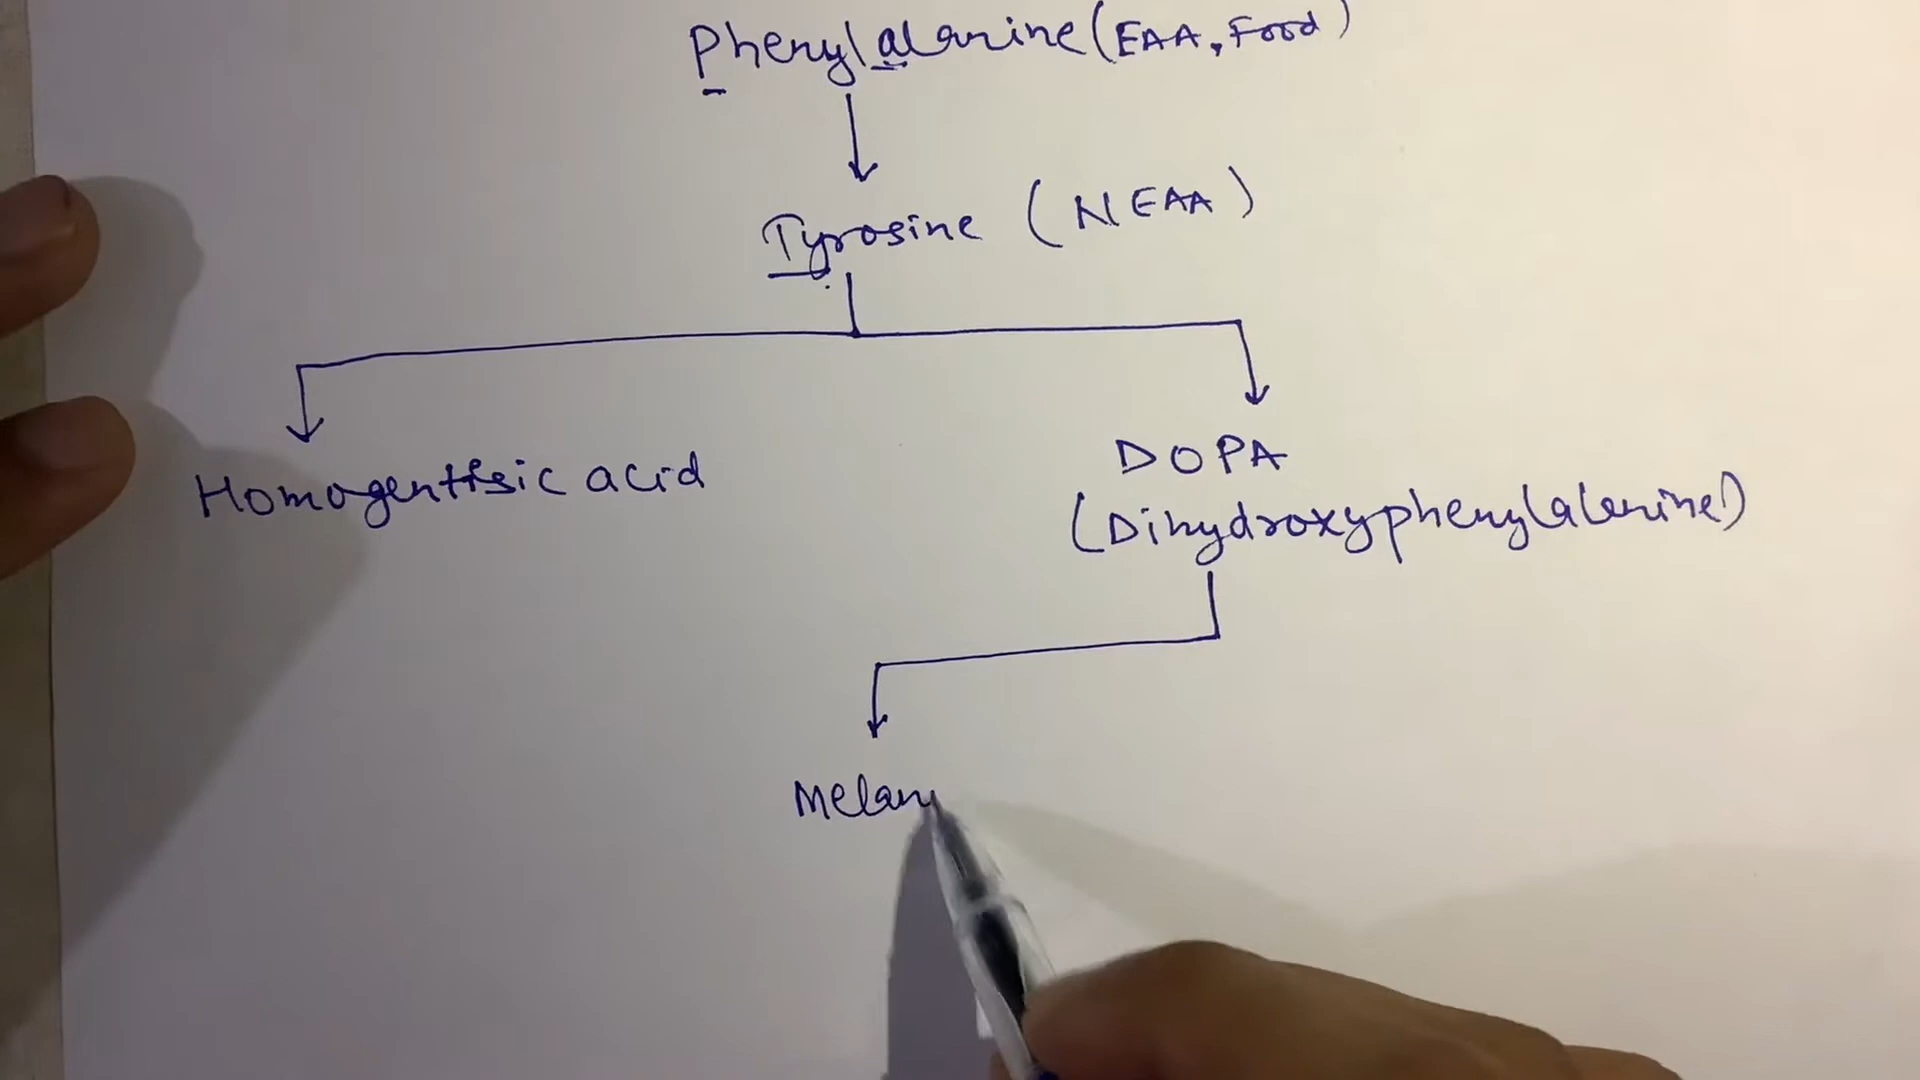 Phenylalanine (EAA, Food)
Tyrosine (NEAA)
Homogentisic acid
DOPA
(Dihydroxyphenylalanine)
Melan